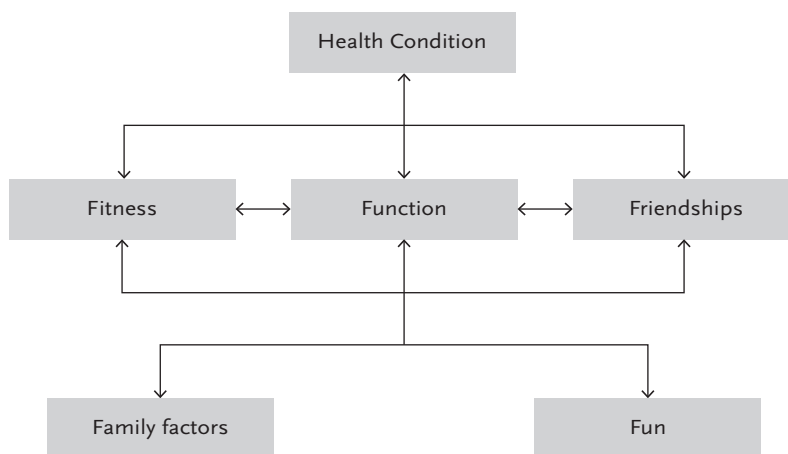 Health Condition
Fitness
Function
Friendships
Family factors
Fun